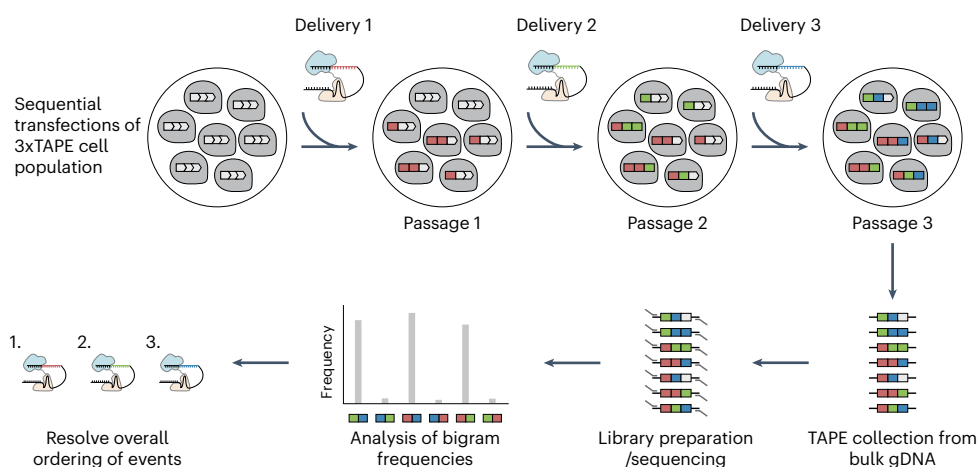 Delivery 1
Delivery 2
Delivery 3
Sequential
transfections of
3xTAPE cell
population
Passage 1
Passage 2
Passage 3
1.
2.
3.
Frequency
Resolve overall
ordering of events
Analysis of bigram
frequencies
Library preparation
/sequencing
TAPE collection from
bulk gDNA